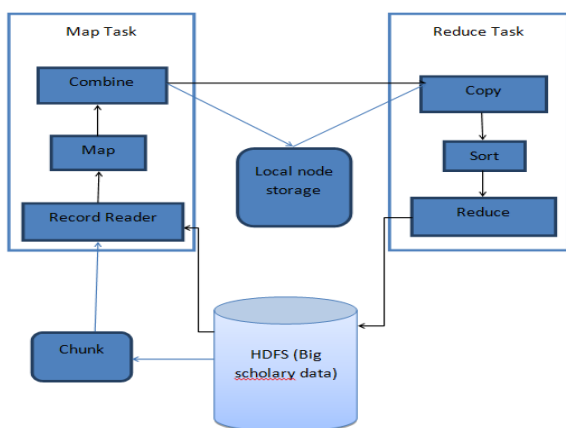 Map Task
Combine
Map
Record Reader
Chunk
Local node
storage
HDFS (Big
scholary data)
Reduce Task
Copy
Sort
Reduce